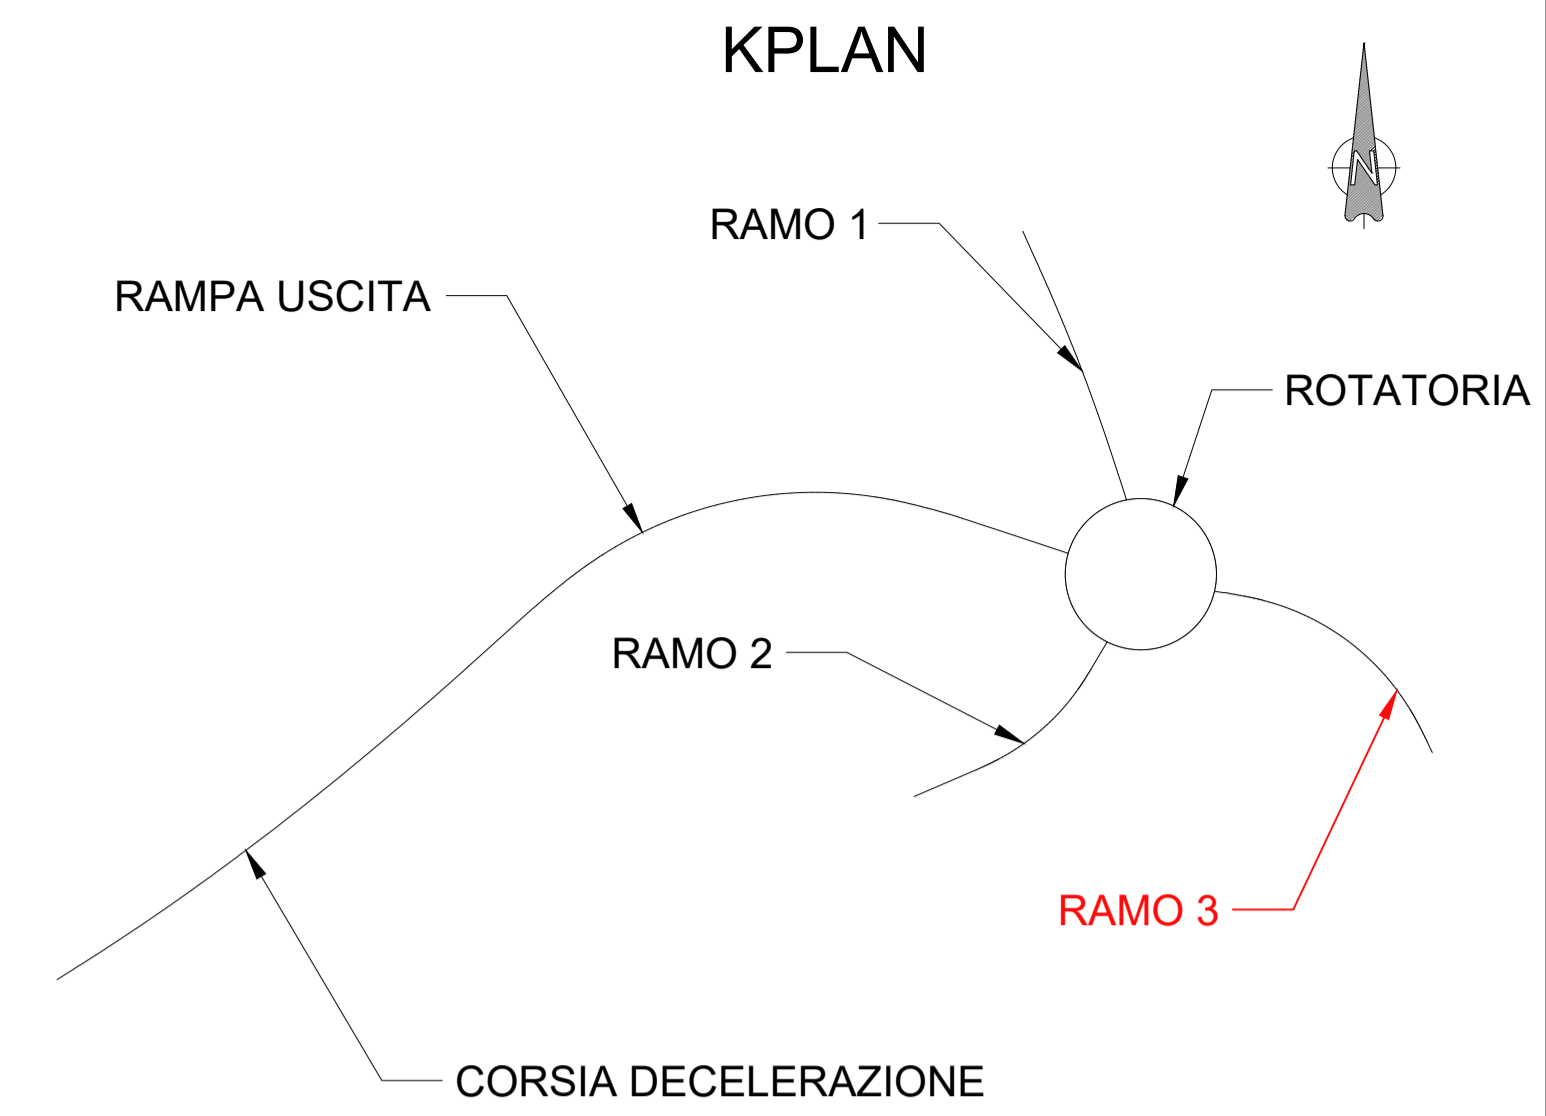 KPLAN
N
RAMO 1
RAMPA USCITA
ROTATORIA
RAMO 2
RAMO 3
CORSIA DECELERAZIONE